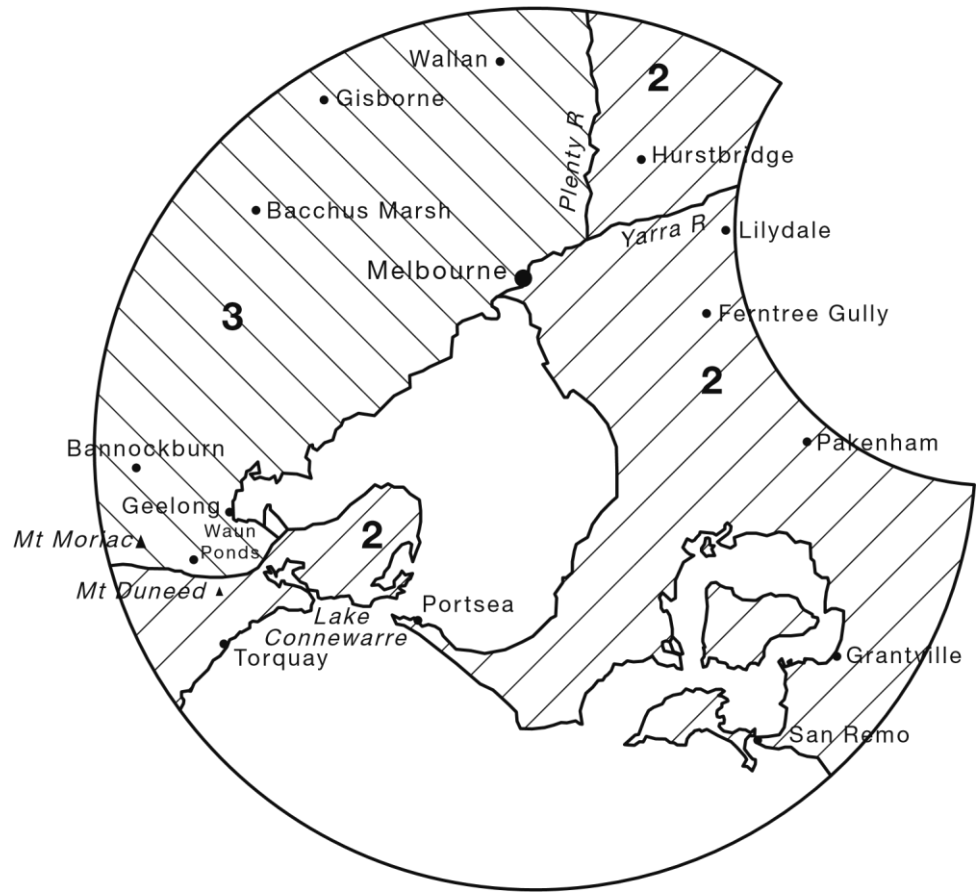 Wallan
2
Gisborne
Plenty R
Hurstbridge
Bacchus Marsh
Yarra R
Lilydale
Melbourne
3
Ferntree Gully
2
Bannockburn
Pakenham
Geelong
Waun
Ponds
2
Mt Moriac
Mt Duneed
Portsea
Lake
Connewarre
Torquay
Grantville
San Remo